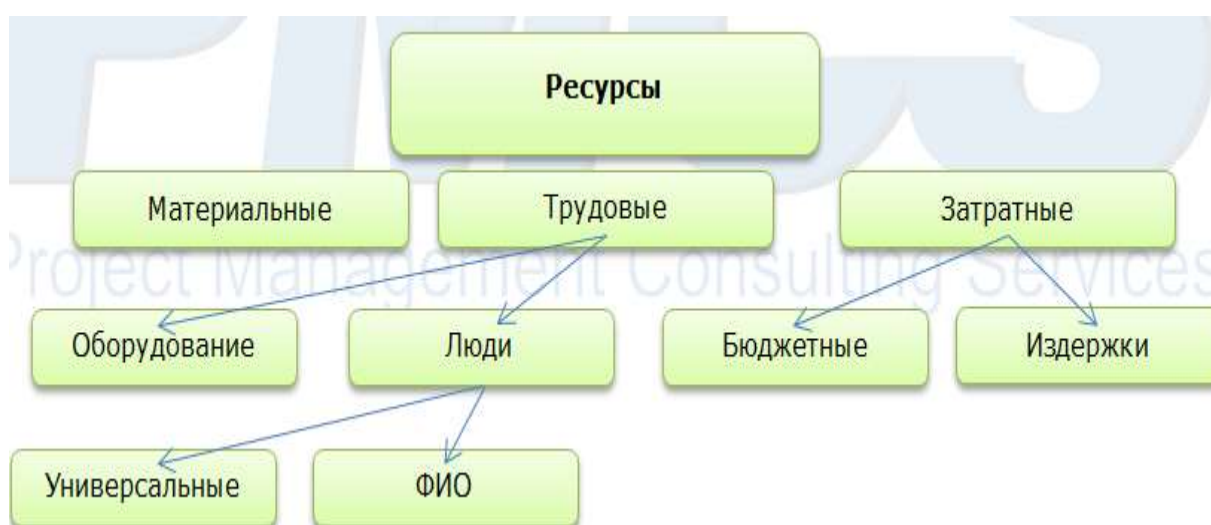 Ресурсы
Материальные
Трудовые
Затратные
Project Management Consulting Services
Оборудование
Люди
Бюджетные
Издержки
Универсальные
ФИО